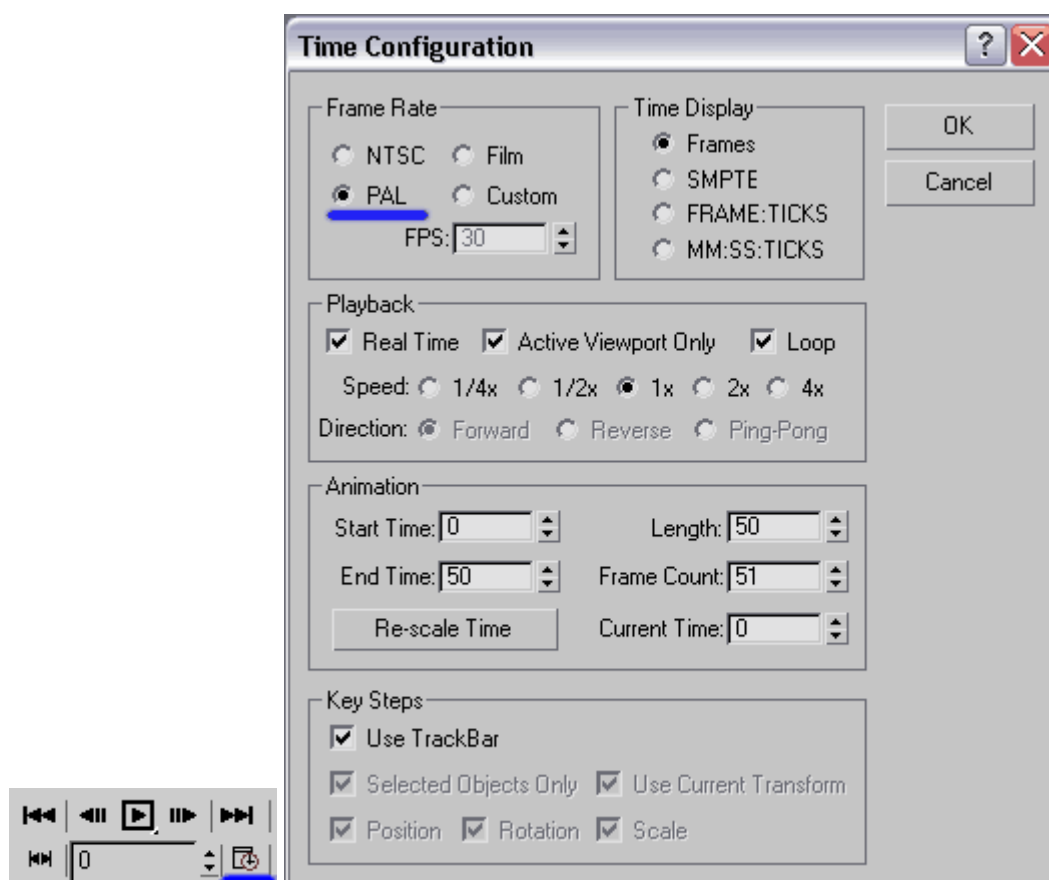 Time Configuration
Frame Rate
NTSC Film
PAL Custom
FPS: 30
Time Display
Frames
SMPTE
FRAME:TICKS
MM:SS:TICKS
OK
Cancel
Playback
Real Time Active Viewport Only Loop
Speed: 1/4x 1/2x 1x 2x 4x
Direction: Forward Reverse Ping-Pong
Animation
Start Time: 0 Length: 50
End Time: 50 Frame Count: 51
Re-scale Time Current Time: 0
Key Steps
Use TrackBar
Selected Objects Only Use Current Transform
Position Rotation Scale
0